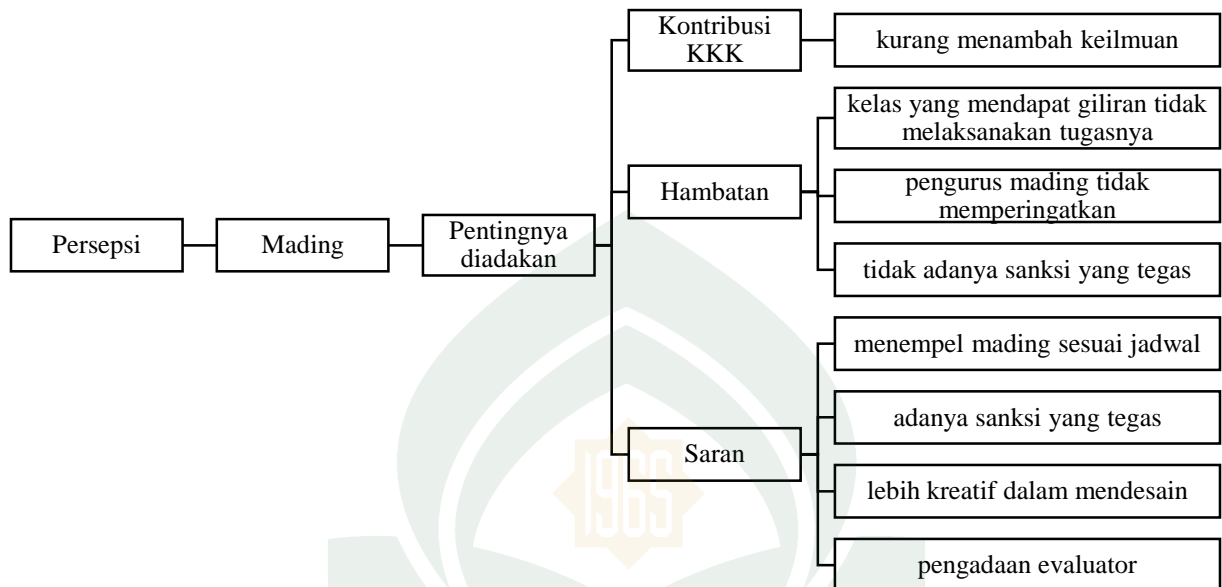 Persepsi
Mading
Pentingnya
diadakan
Kontribusi
KKK
kurang menambah keilmuan
Hambatan
kelas yang mendapat giliran tidak
melaksanakan tugasnya
pengurus mading tidak
memperingatkan
tidak adanya sanksi yang tegas
Saran
menempel mading sesuai jadwal
adanya sanksi yang tegas
lebih kreatif dalam mendesain
pengadaan evaluator
1965